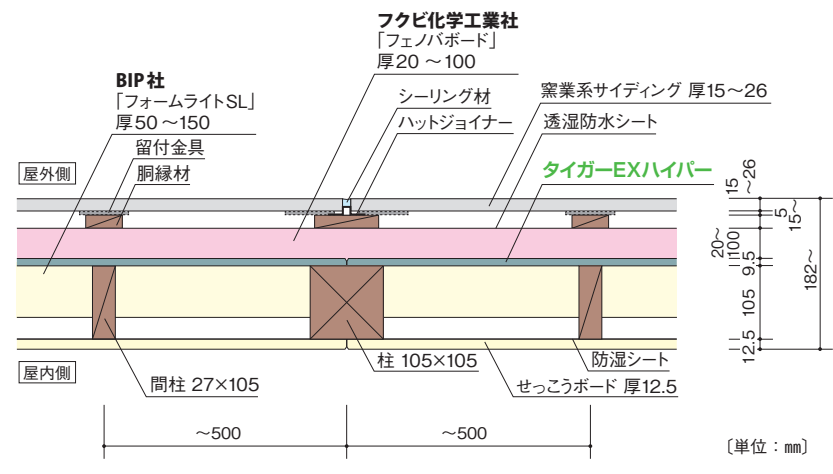 フクビ化学工業社
「フェノバボード」
厚20 ～100
BIP社
「フォームライトSL」
厚50 ～150
シーリング材
ハットジョイナー
窯業系サイディング 厚15～26
透湿防水シート
タイガーEXハイパー
留付金具
胴縁材
屋外側
15
～26
5
15～
20～
100
9.5
105
12.5
182～
屋内側
間柱 27×105
柱 105×105
防湿シート
せっこうボード 厚12.5
～500
～500
〔単位：㎜〕